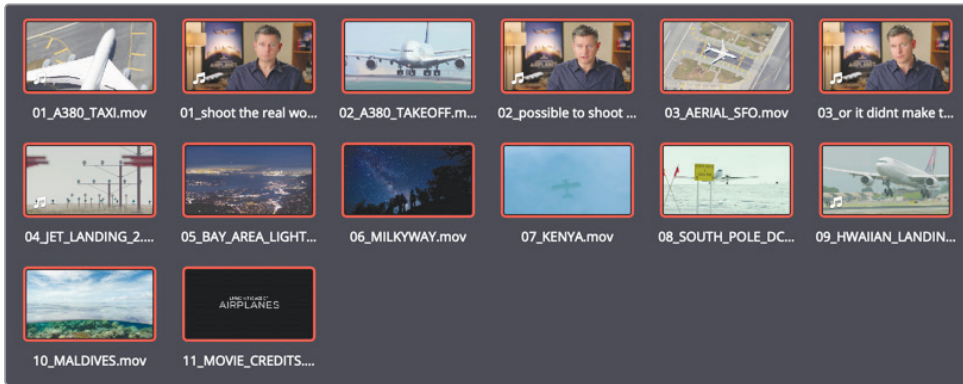 01_A380_TAXI.mov
01_shoot the real wo...
02_A380_TAKEOFF.m...
02_possible to shoot ...
03_AERIAL_SFO.mov
03_or it didnt make t...
04_JET_LANDING_2....
05_BAY_AREA_LIGHT...
06_MILKYWAY.mov
07_KENYA.mov
08_SOUTH_POLE_DC...
09_HWAIIAN_LANDIN...
10_MALDIVES.mov
AIRPLANES
11_MOVIE_CREDITS....